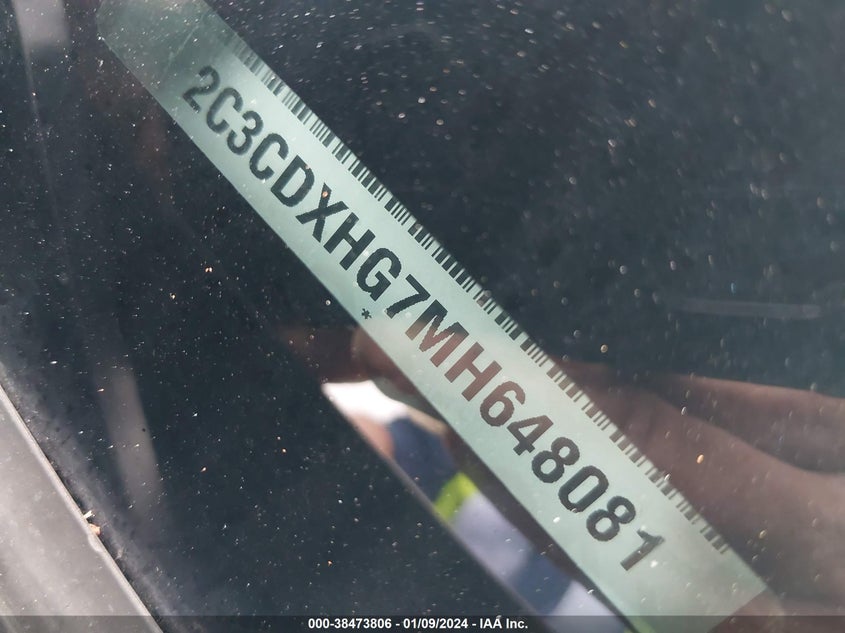 2C3CDXHG7MH648081
*
000-38473806 - 01/09/2024 - IAA Inc.